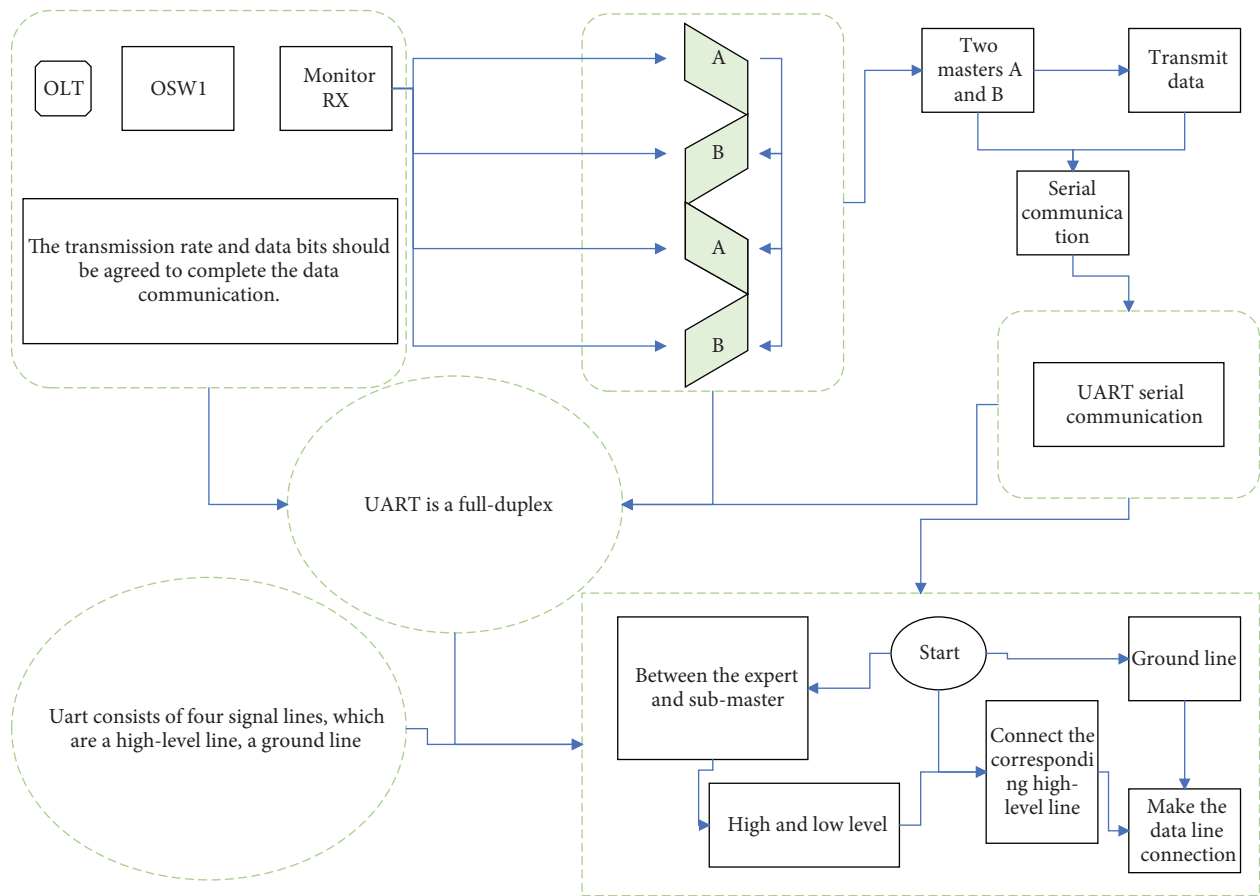 OLT
OSW1
Monitor
RX
The transmission rate and data bits should
be agreed to complete the data
communication.
A
B
A
B
Two
masters A
and B
Transmit
data
Serial
communica
tion
UART serial
communication
UART is a full-duplex
Uart consists of four signal lines, which
are a high-level line, a ground line
Between the expert
and sub-master
Start
Ground line
High and low level
Connect the
correspondi
ng high-
level line
Make the
data line
connection